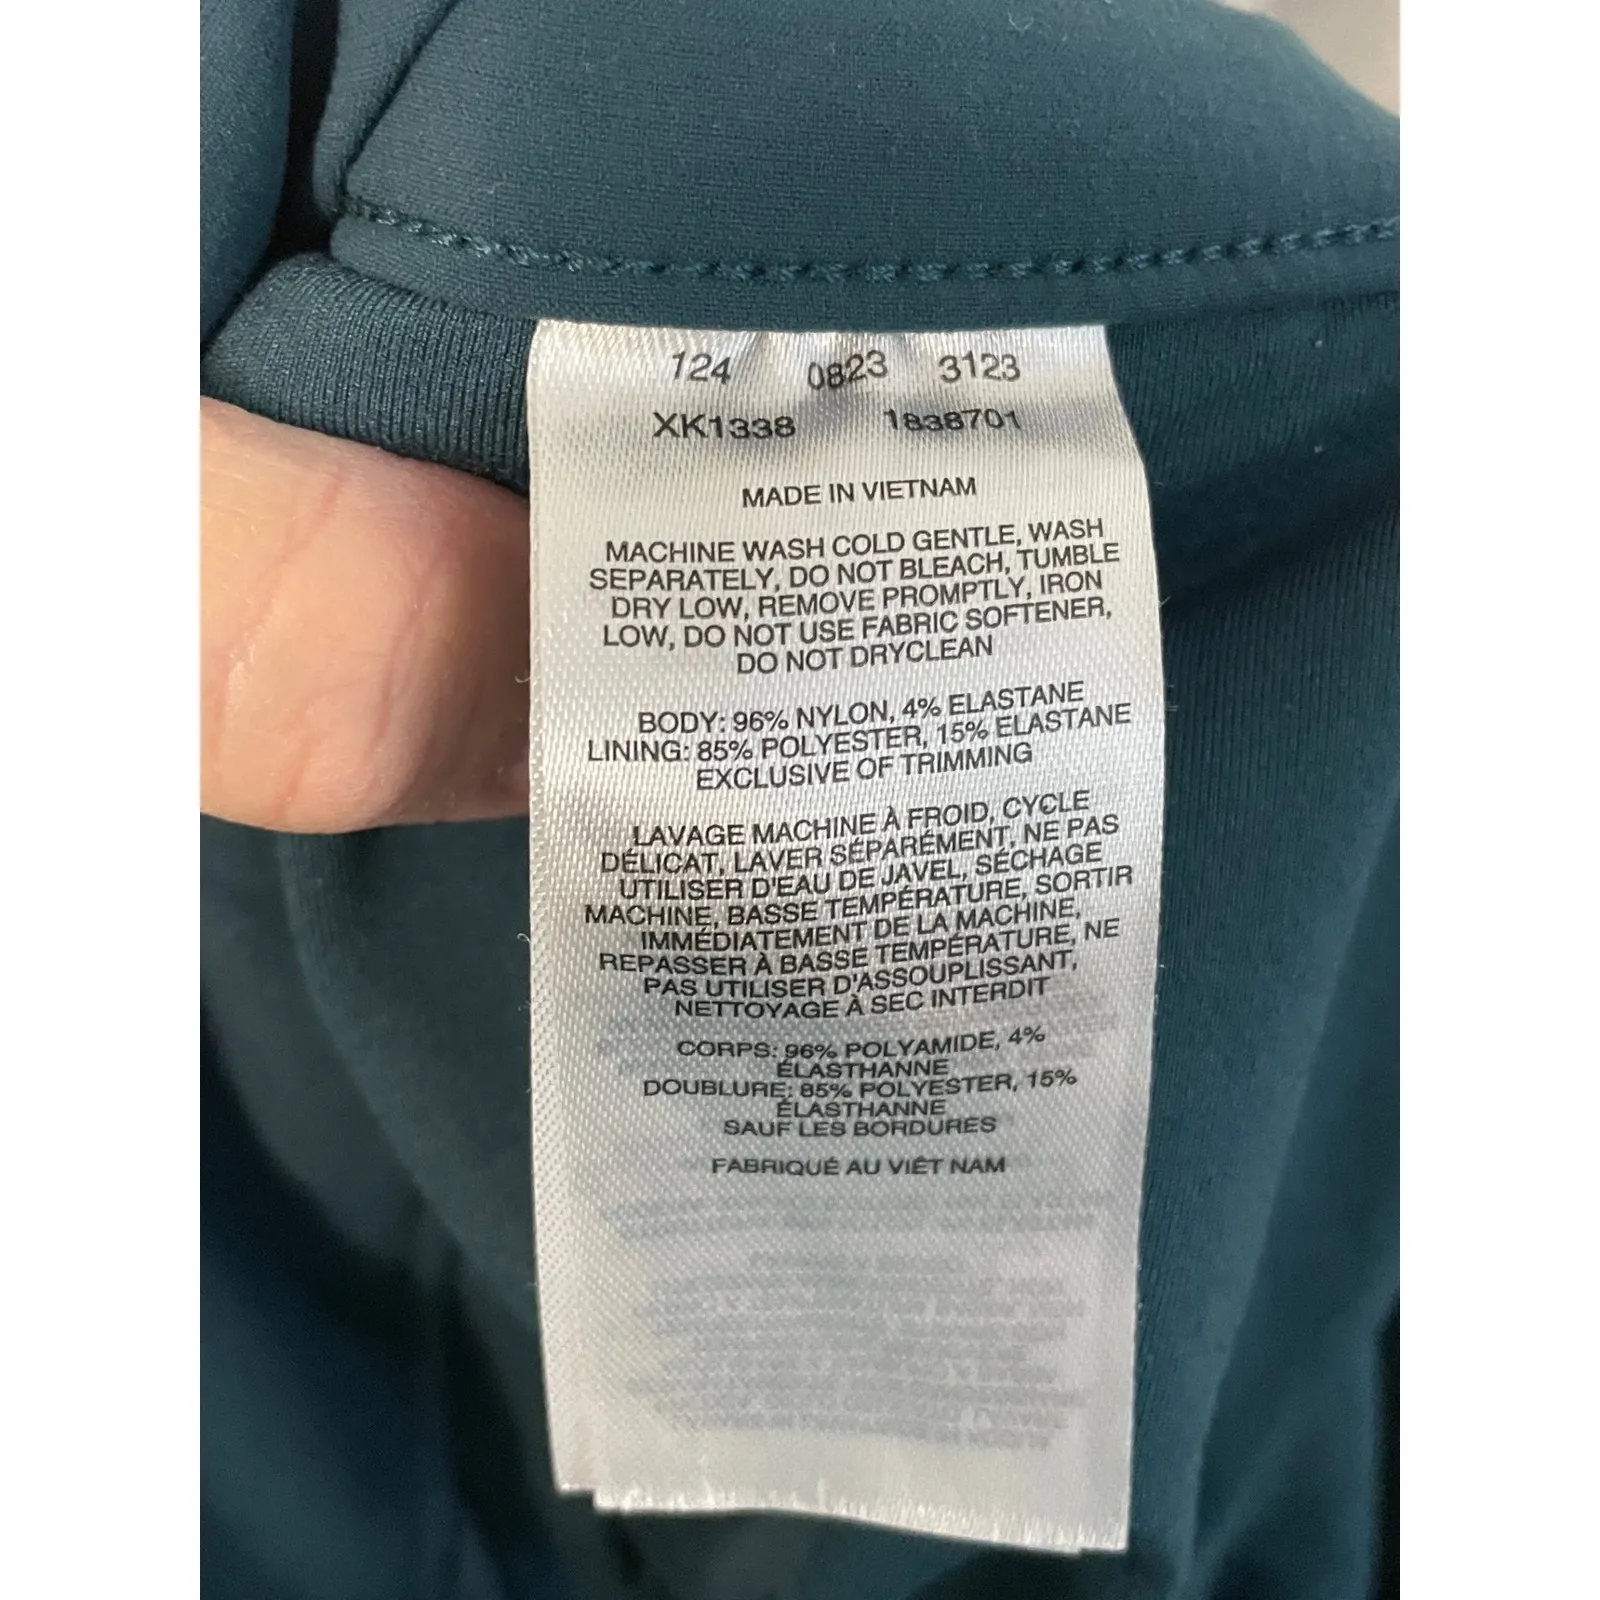 124 0823 3123
XK1338 1838701
MADE IN VIETNAM
MACHINE WASH COLD GENTLE, WASH
SEPARATELY, DO NOT BLEACH, TUMBLE
DRY LOW, REMOVE PROMPTLY, IRON
LOW, DO NOT USE FABRIC SOFTENER,
DO NOT DRYCLEAN
BODY: 96% NYLON, 4% ELASTANE
LINING: 85% POLYESTER, 15% ELASTANE
EXCLUSIVE OF TRIMMING
LAVAGE MACHINE À FROID, CYCLE
DÉLICAT, LAVER SÉPARÉMENT, NE PAS
UTILISER D'EAU DE JAVEL, SÉCHAGE
MACHINE, BASSE TEMPÉRATURE, SORTIR
IMMÉDIATEMENT DE LA MACHINE,
REPASSER À BASSE TEMPÉRATURE, NE
PAS UTILISER D'ASSOUPLISSANT,
NETTOYAGE À SEC INTERDIT
CORPS: 96% POLYAMIDE, 4%
ÉLASTHANNE
DOUBLURE: 85% POLYESTER, 15%
ÉLASTHANNE
SAUF LES BORDURES
FABRIQUÉ AU VIÊT NAM